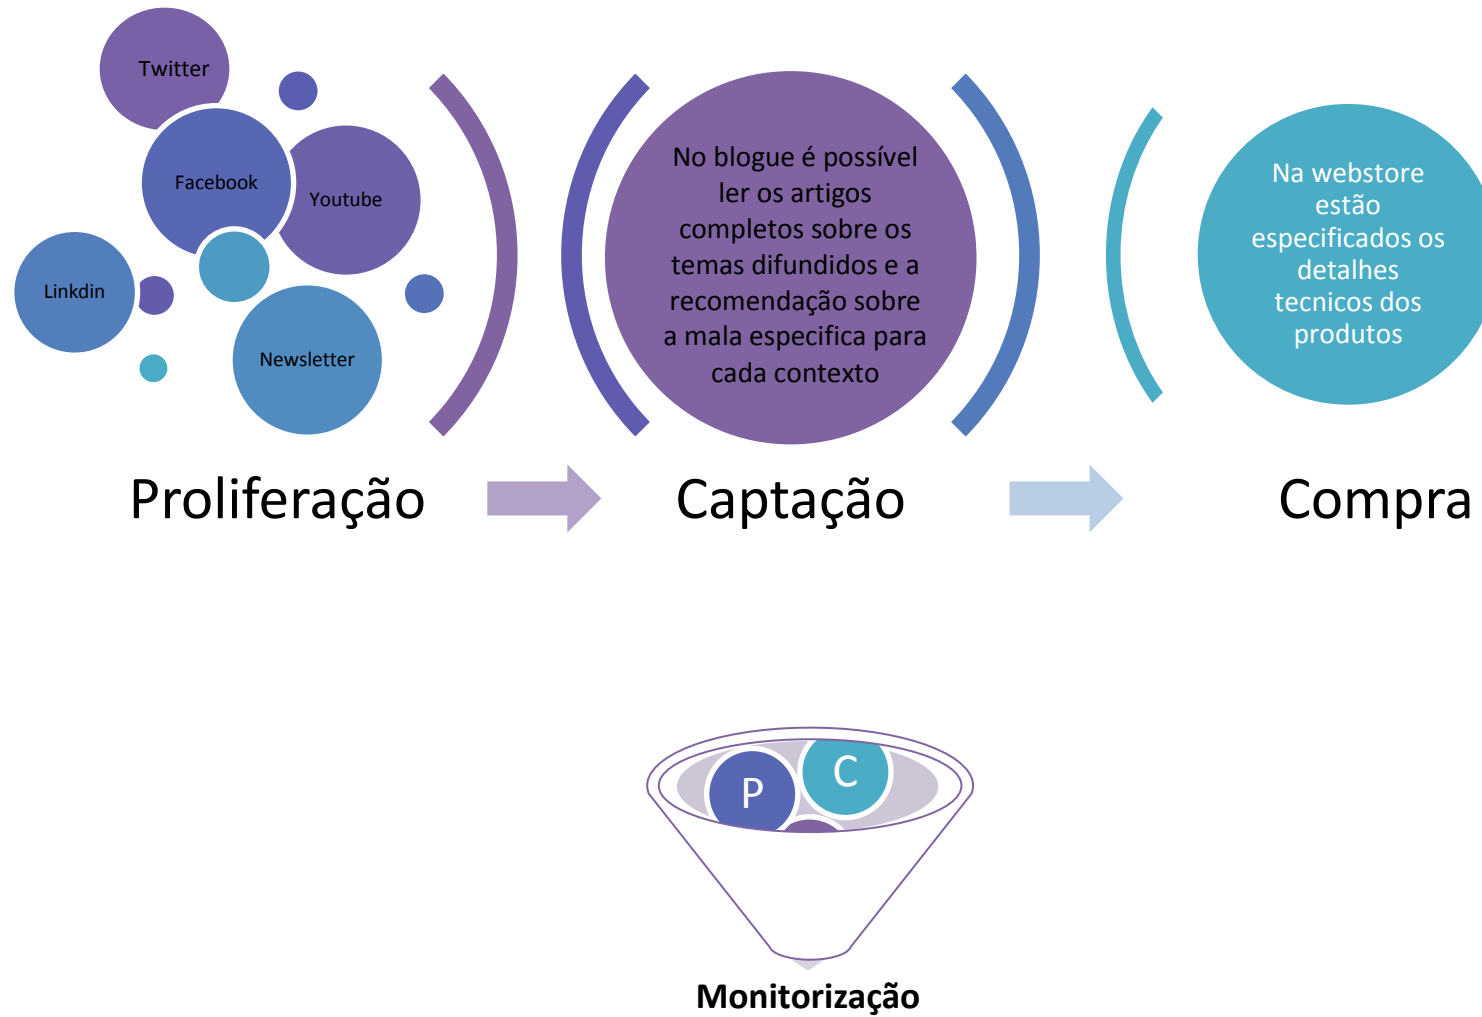 Twitter
Facebook
Youtube
Linkdin
Newsletter
No blogue é possível
ler os artigos
completos sobre os
temas difundidos e a
recomendação sobre
a mala especifica para
cada contexto
Na webstore
estão
especificados os
detalhes
tecnicos dos
produtos
Proliferação
Captação
Compra
P
C
Monitorização